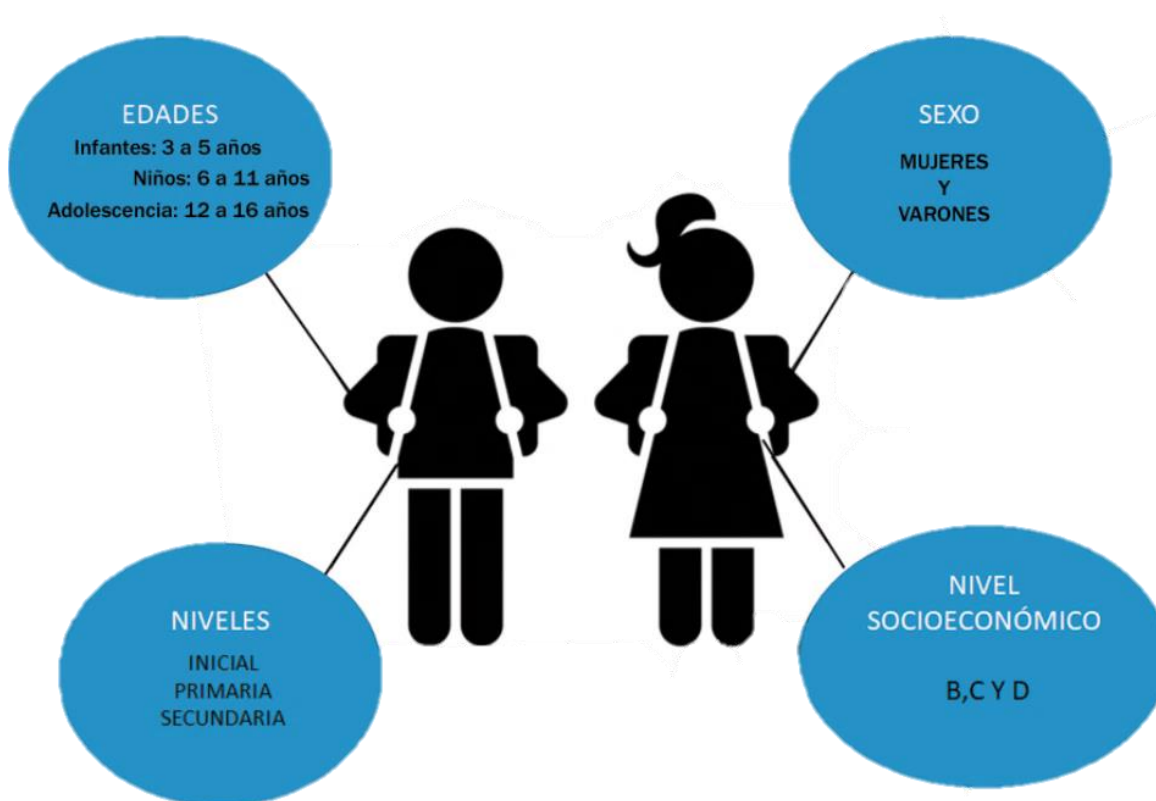 EDADES
Infantes: 3 a 5 años
Niños: 6 a 11 años
Adolescencia: 12 a 16 años
SEXO
MUJERES
Y
VARONES
NIVELES
INICIAL
PRIMARIA
SECUNDARIA
NIVEL
SOCIOECONÓMICO
B,C Y D